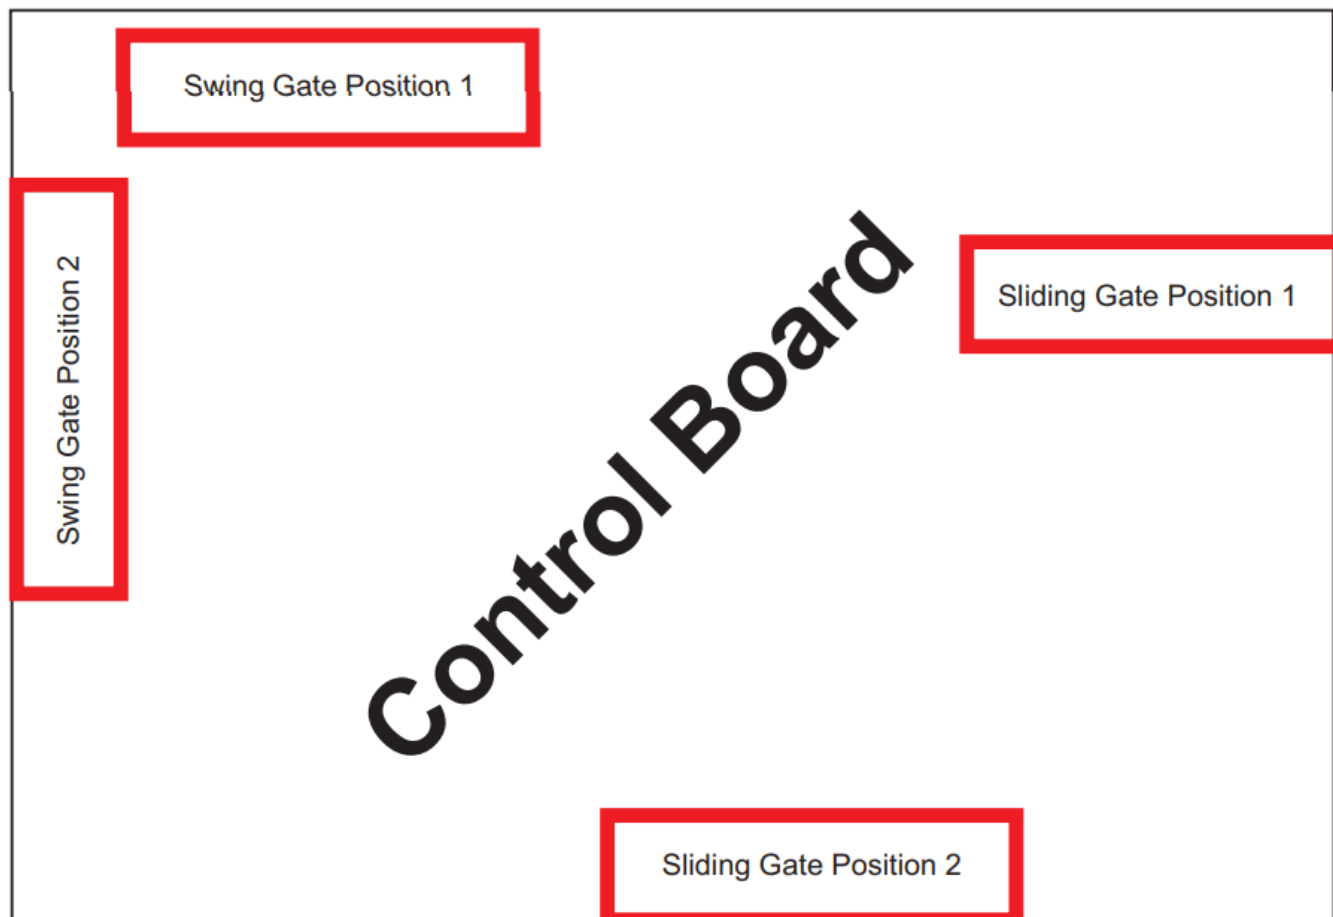 Swing Gate Position 1
Swing Gate Position 2
Sliding Gate Position 1
Control Board
Sliding Gate Position 2